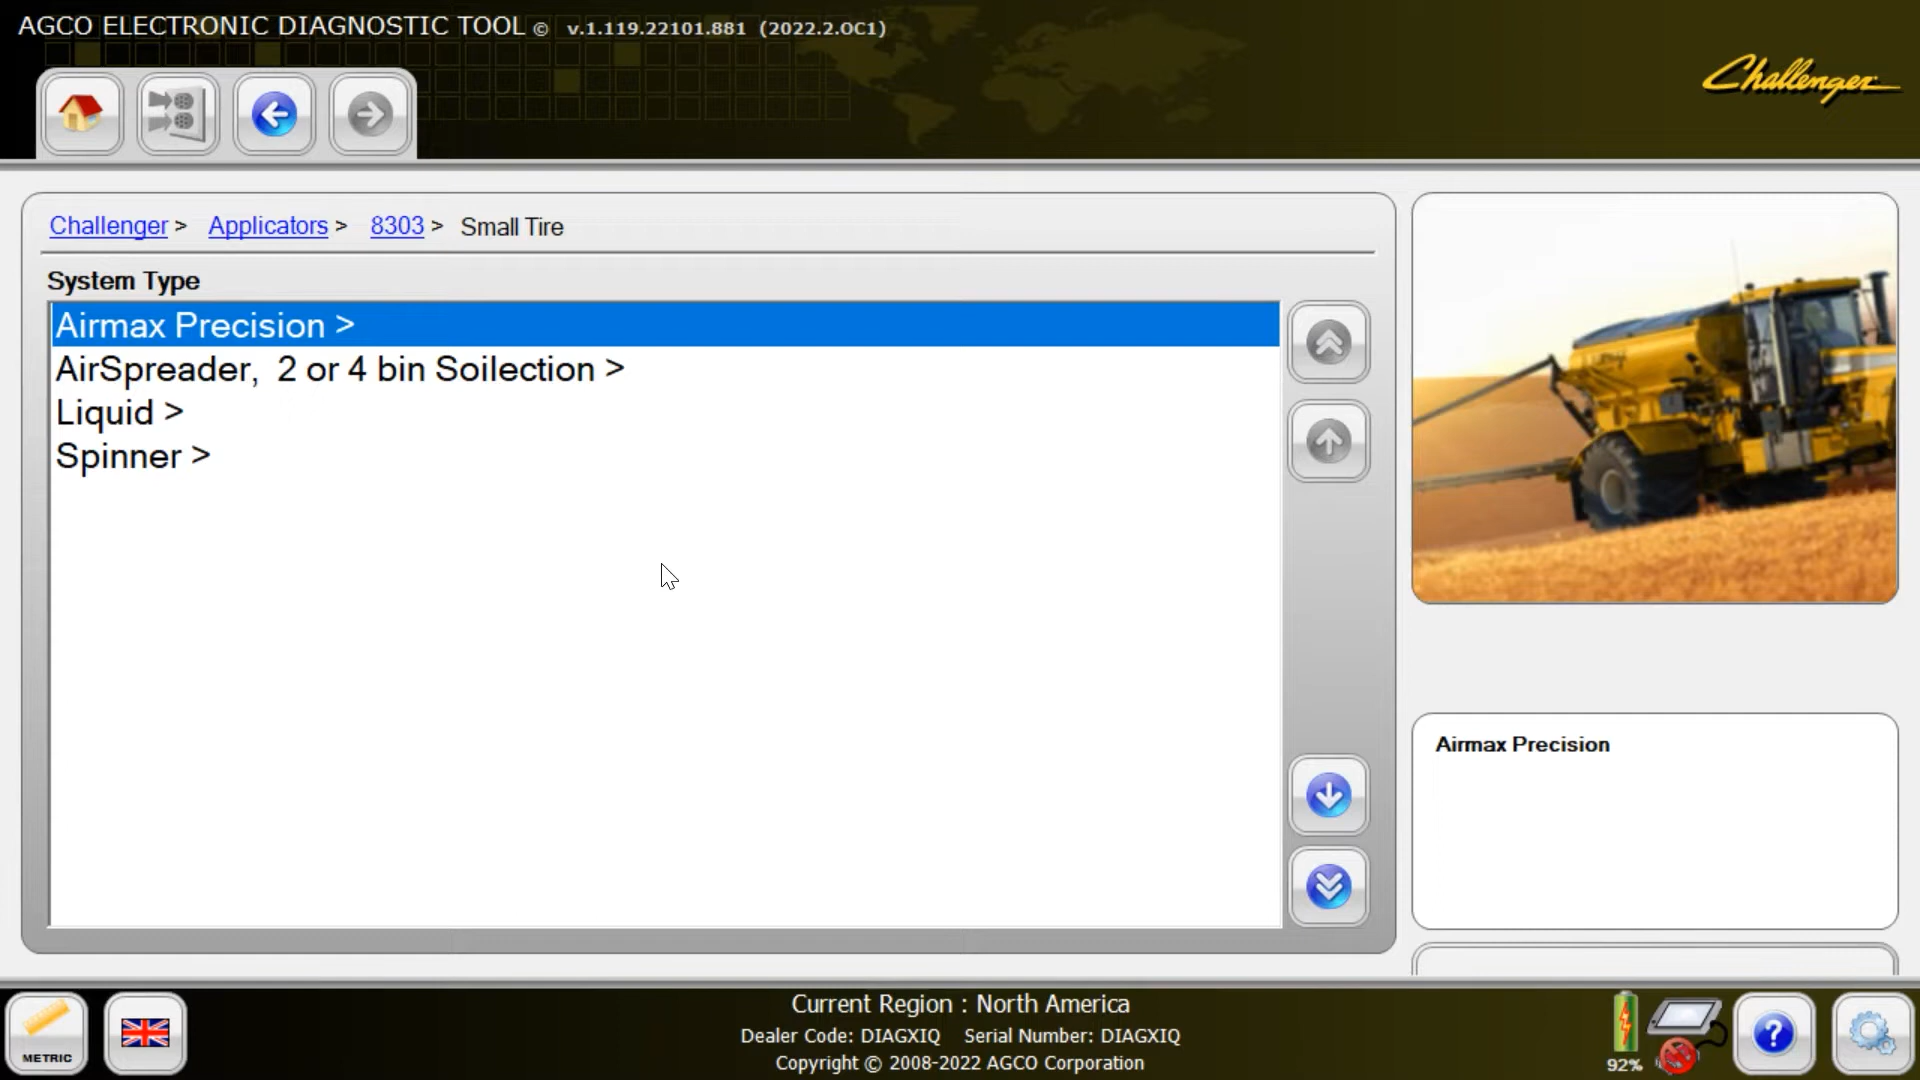 AGCO ELECTRONIC DIAGNOSTIC TOOL © v.1.119.22101.881 (2022.2.OC1)
Challenger
Challenger > Applicators > 8303 > Small Tire
System Type
Airmax Precision >
AirSpreader, 2 or 4 bin Soilection >
Liquid >
Spinner >
Airmax Precision
METRIC
Current Region : North America
Dealer Code: DIAGXIQ Serial Number: DIAGXIQ
Copyright © 2008-2022 AGCO Corporation
92%
?